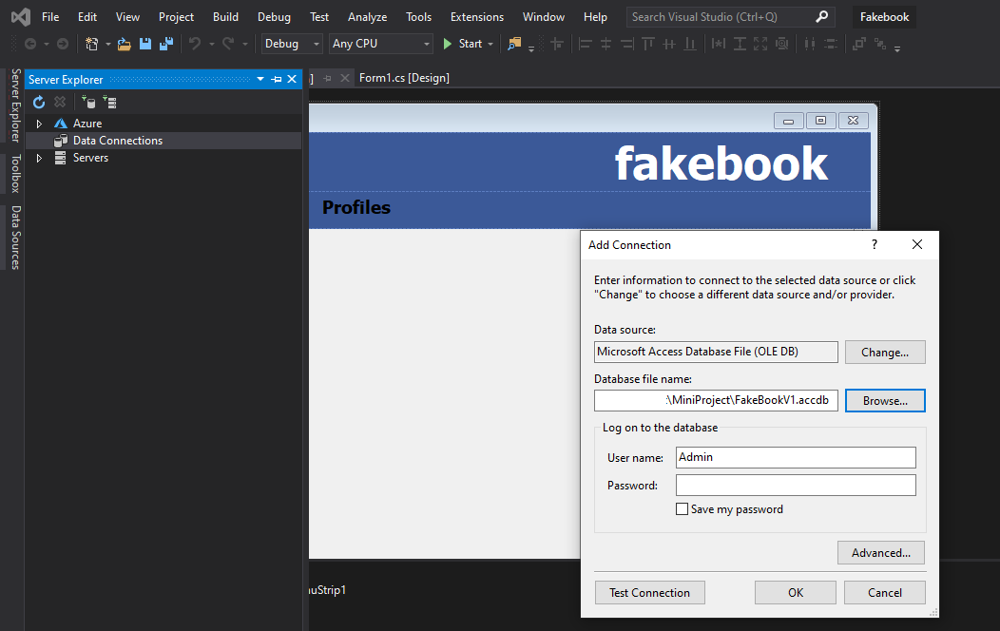 File Edit View Project Build Debug Test Analyze Tools Extensions Window Help Search Visual Studio (Ctrl+Q) Fakebook
Debug Any CPU Start
Server Explorer
Toolbox
Data Sources
Server Explorer
Azure
Data Connections
Servers
Form1.cs [Design]
fakebook
Profiles
Add Connection ?
Enter information to connect to the selected data source or click
"Change" to choose a different data source and/or provider.
Data source:
Microsoft Access Database File (OLE DB) Change...
Database file name:
:\MiniProject\FakeBookV1.accdb Browse...
Log on to the database
User name: Admin
Password:
Save my password
Advanced...
Test Connection OK Cancel
uStrip1